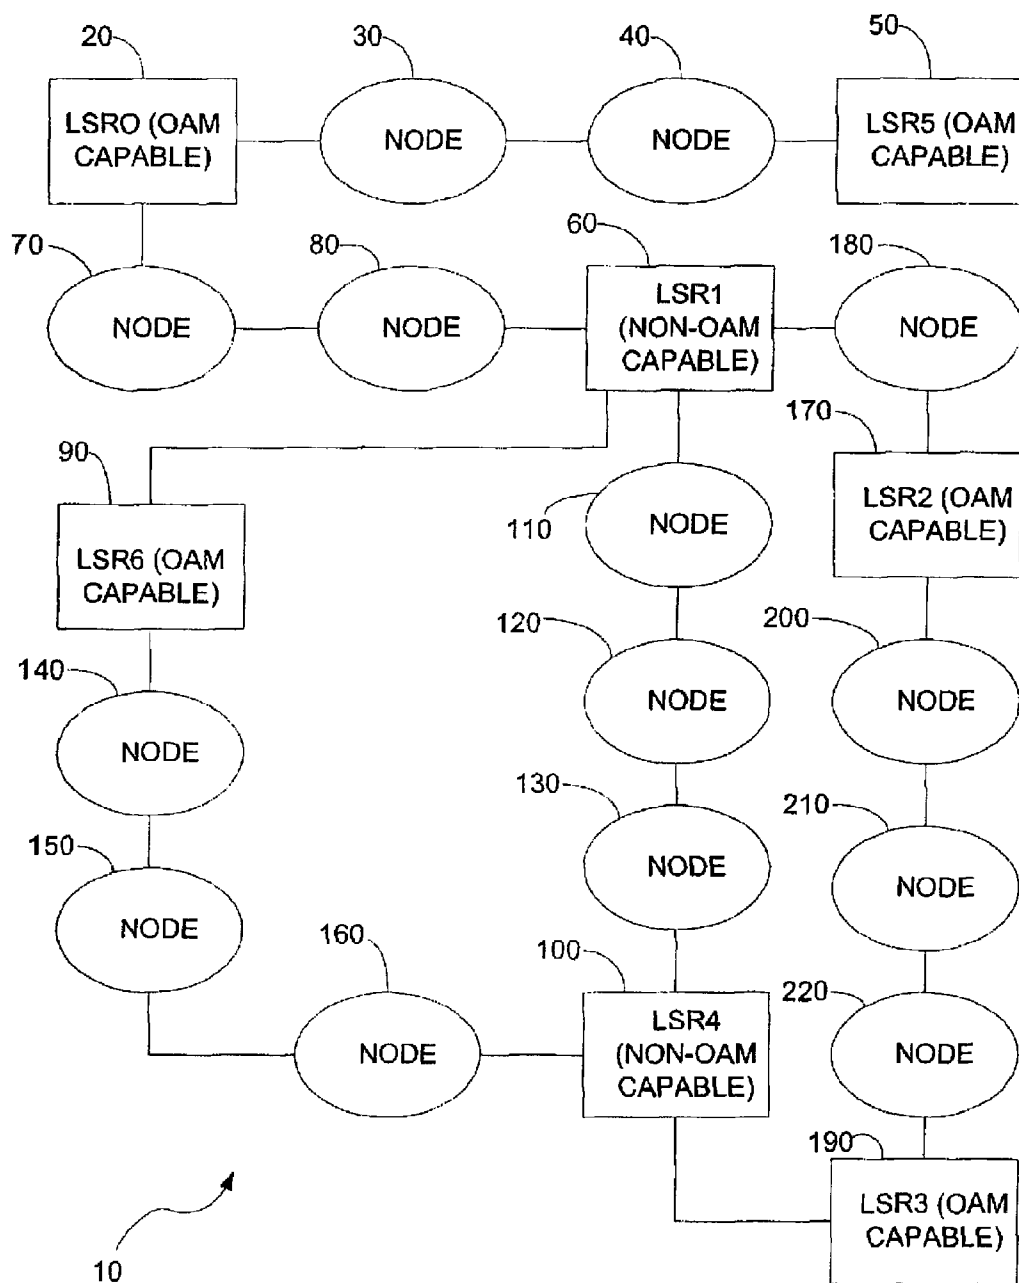 20
30
40
50
LSR0 (OAM
CAPABLE)
NODE
NODE
LSR5 (OAM
CAPABLE)
70
80
60
180
NODE
NODE
LSR1
(NON-OAM
CAPABLE)
NODE
90
170
LSR6 (OAM
CAPABLE)
110
NODE
LSR2 (OAM
CAPABLE)
140
120
200
NODE
NODE
NODE
150
130
210
NODE
NODE
NODE
160
100
220
NODE
LSR4
(NON-OAM
CAPABLE)
NODE
190
LSR3 (OAM
CAPABLE)
10